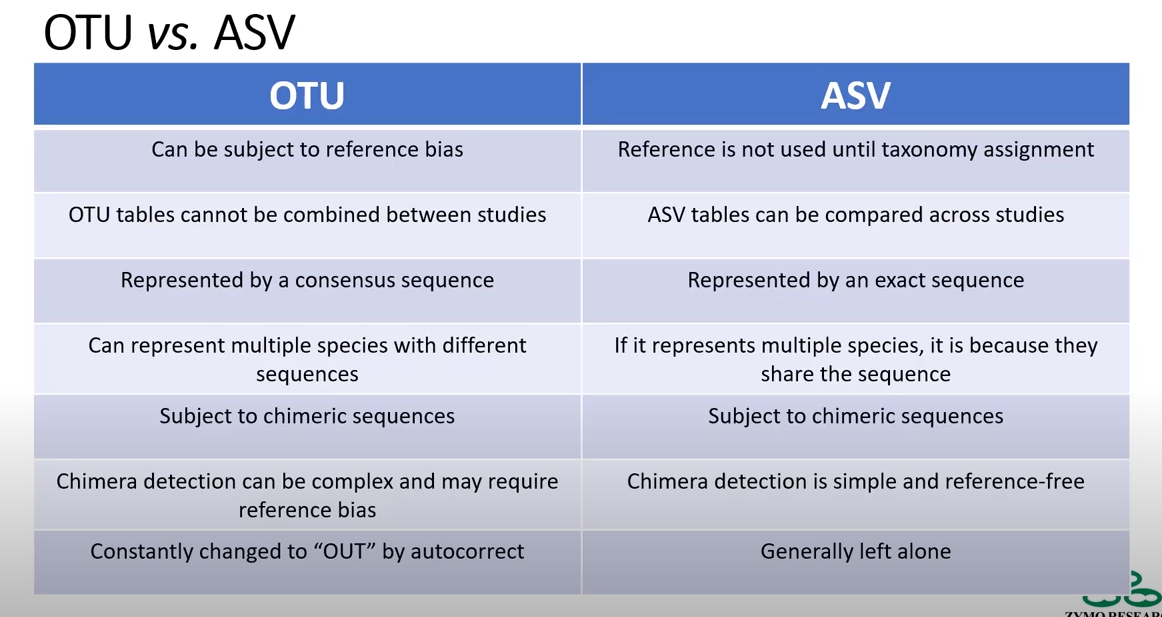 OTU vs. ASV
OTU
ASV
Can be subject to reference bias
Reference is not used until taxonomy assignment
OTU tables cannot be combined between studies
ASV tables can be compared across studies
Represented by a consensus sequence
Represented by an exact sequence
Can represent multiple species with different
sequences
If it represents multiple species, it is because they
share the sequence
Subject to chimeric sequences
Subject to chimeric sequences
Chimera detection can be complex and may require
reference bias
Chimera detection is simple and reference-free
Constantly changed to “OUT” by autocorrect
Generally left alone
ZYMO RESEAR